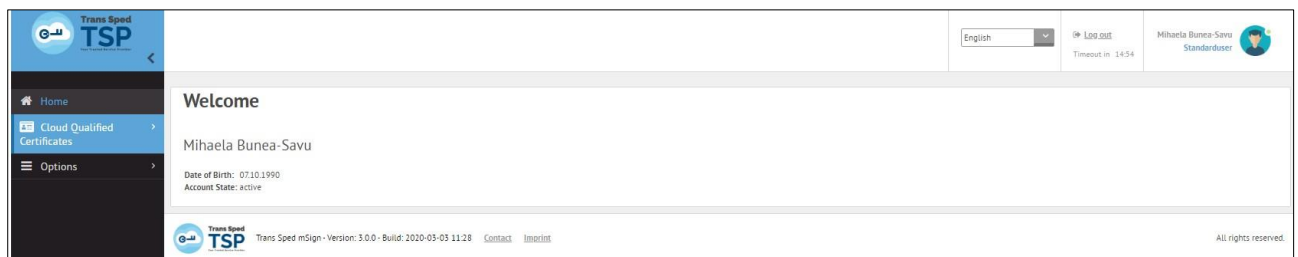 Trans Sped
TSP
English
Log out
Timeout in 14:54
Mihaela Bunea-Savu
Standarduser
Home
Cloud Qualified
Certificates
Options
Welcome
Mihaela Bunea-Savu
Date of Birth: 07.10.1990
Account State: active
Trans Sped
TSP
Trans Sped mSign - Version: 3.0.0 - Build: 2020-03-03 11:28 Contact Imprint
All rights reserved.